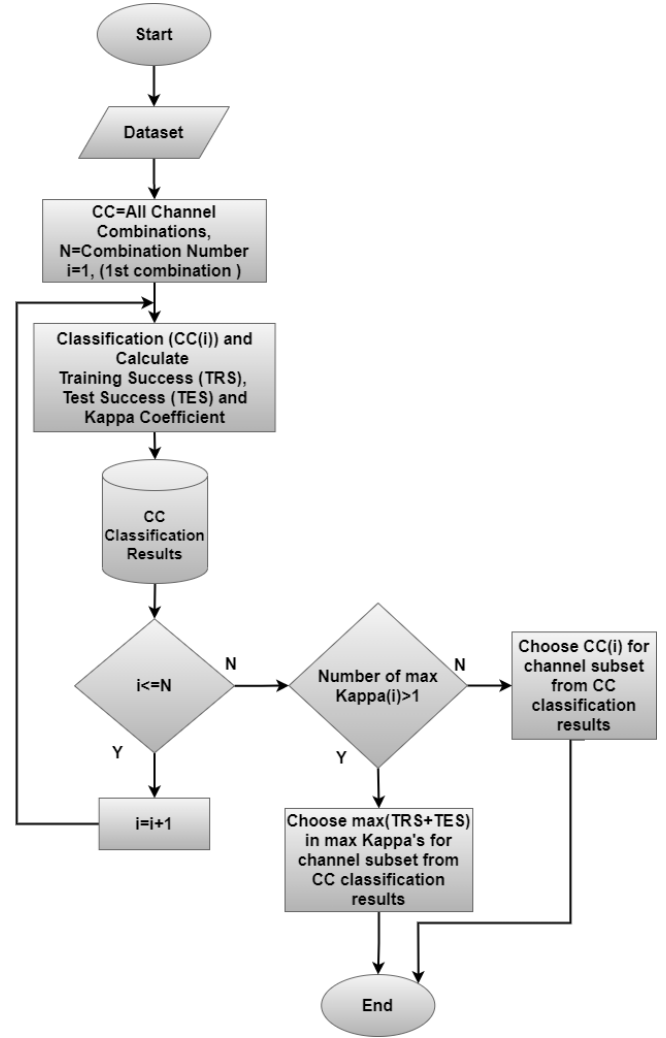 Start
Dataset
CC=All Channel
Combinations,
N=Combination Number
i=1, (1st combination )
Classification (CC(i)) and
Calculate
Training Success (TRS),
Test Success (TES) and
Kappa Coefficient
CC
Classification
Results
i<=N
N
Y
i=i+1
Number of max
Kappa(i)>1
N
Y
Choose CC(i) for
channel subset
from CC
classification
results
Choose max(TRS+TES)
in max Kappa's for
channel subset from
CC classification
results
End